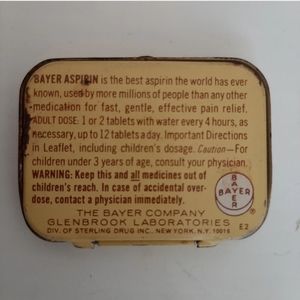 BAYER ASPIRIN is the best aspirin the world has ever
known, used by more millions of people than any other
medication for fast, gentle, effective pain relief.
ADULT DOSE: 1 or 2 tablets with water every 4 hours, as
necessary, up to 12 tablets a day. Important Directions
in Leaflet, including children's dosage. Caution—For
children under 3 years of age, consult your physician.
WARNING: Keep this and all medicines out of
children's reach. In case of accidental over-
dose, contact a physician immediately.
BAYER
BAYER
®
THE BAYER COMPANY
GLENBROOK LABORATORIES
DIV. OF STERLING DRUG INC. NEW YORK, N.Y. 10016
E2